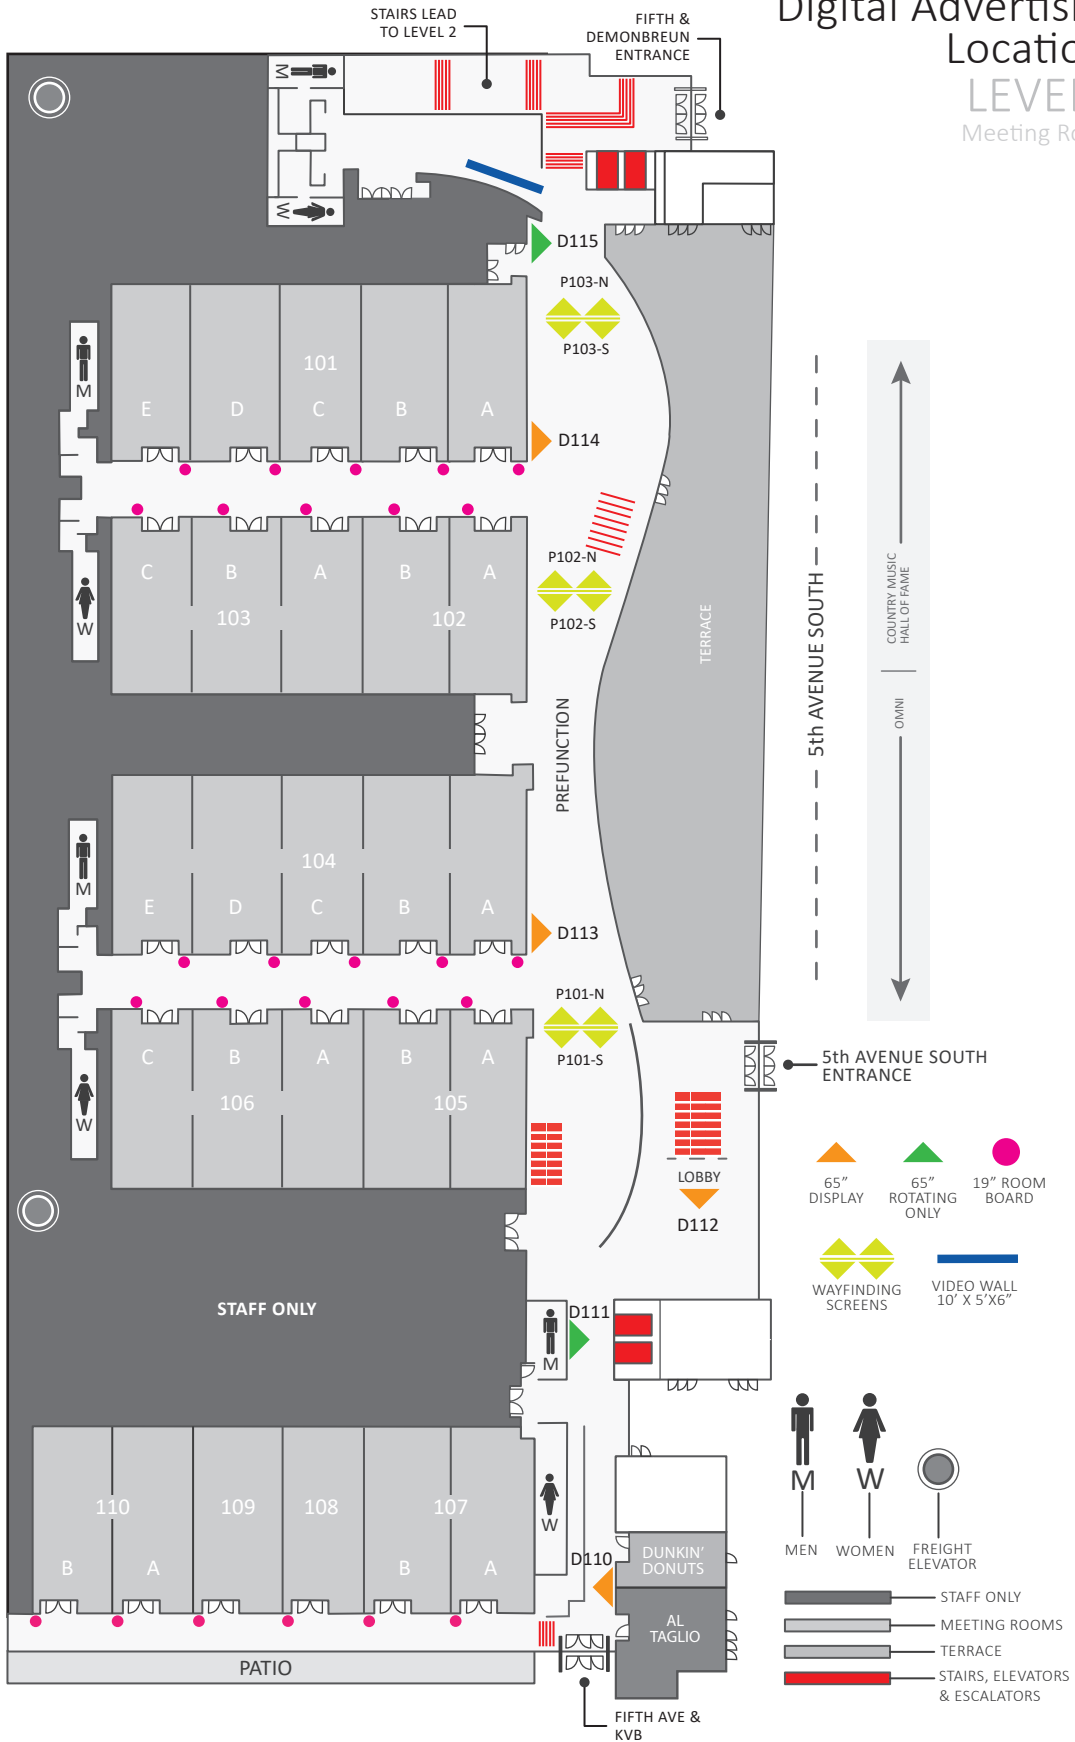 STAIRS LEAD
TO LEVEL 2
FIFTH &
DEMONBREUN
ENTRANCE
Digital Advertis
Locatio
LEVE
Meeting Ro
M
W
D115
P103-N
P103-S
101
E D C B A
M
D114
P102-N
P102-S
C B A B A
103 102
W
TERRACE
PREFUNCTION
5th AVENUE SOUTH
COUNTRY MUSIC
HALL OF FAME
OMNI
104
E D C B A
M
D113
P101-N
P101-S
C B A B A
106 105
W
5th AVENUE SOUTH
ENTRANCE
LOBBY
D112
65”
DISPLAY
65”
ROTATING
ONLY
19” ROOM
BOARD
WAYFINDING
SCREENS
VIDEO WALL
10’ X 5’X6”
STAFF ONLY
D111
M
110 109 108 107
B A B A
W
D110
DUNKIN’
DONUTS
AL
TAGLIO
PATIO
FIFTH AVE &
KVB
M
W
MEN
WOMEN
FREIGHT
ELEVATOR
STAFF ONLY
MEETING ROOMS
TERRACE
STAIRS, ELEVATORS
& ESCALATORS